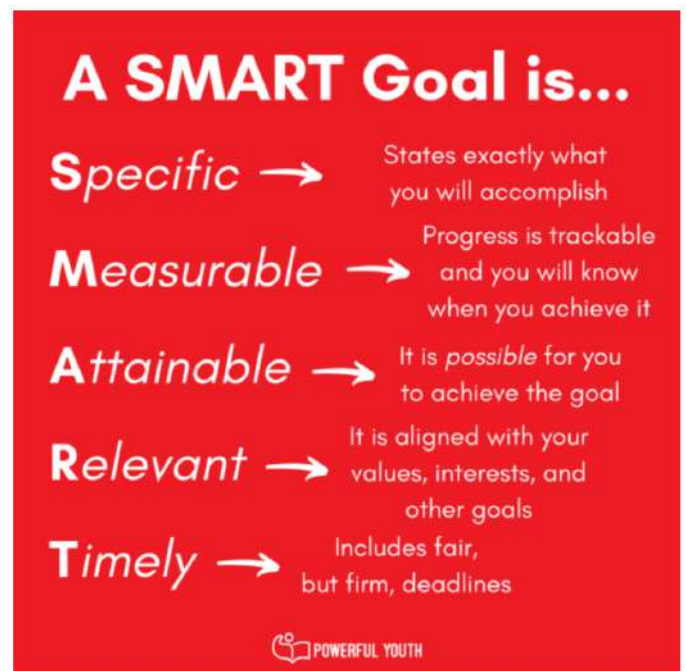 A SMART Goal is...
Specific → States exactly what
you will accomplish
Measurable → Progress is trackable
and you will know
when you achieve it
Attainable → It is possible for you
to achieve the goal
Relevant → It is aligned with your
values, interests, and
other goals
Timely → Includes fair,
but firm, deadlines
POWERFUL YOUTH